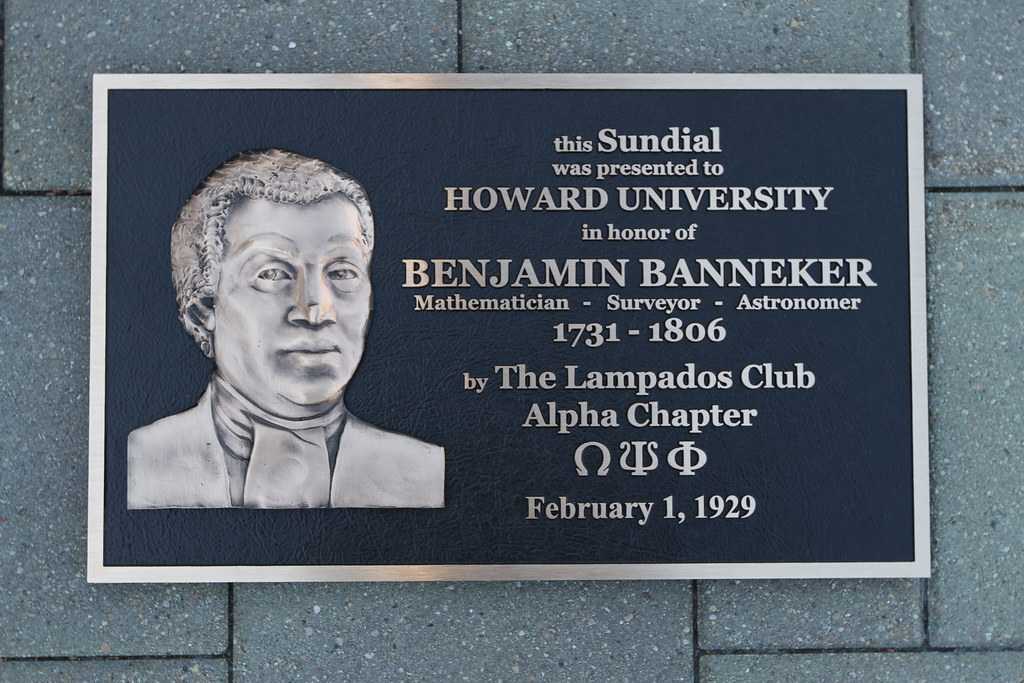 this Sundial
was presented to
HOWARD UNIVERSITY
in honor of
BENJAMIN BANNEKER
Mathematician - Surveyor - Astronomer
1731 - 1806
by The Lampados Club
Alpha Chapter
ΩΨΦ
February 1, 1929